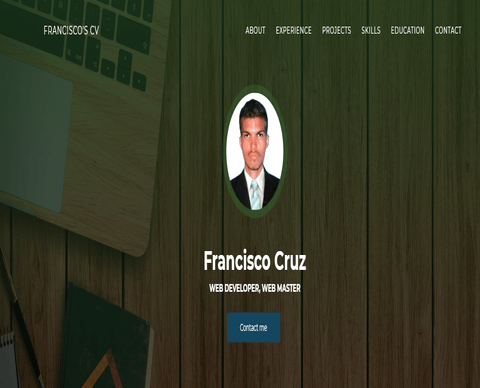 FRANCISCO'S CV
ABOUT EXPERIENCE PROJECTS SKILLS EDUCATION CONTACT
Francisco Cruz
WEB DEVELOPER, WEB MASTER
Contact me